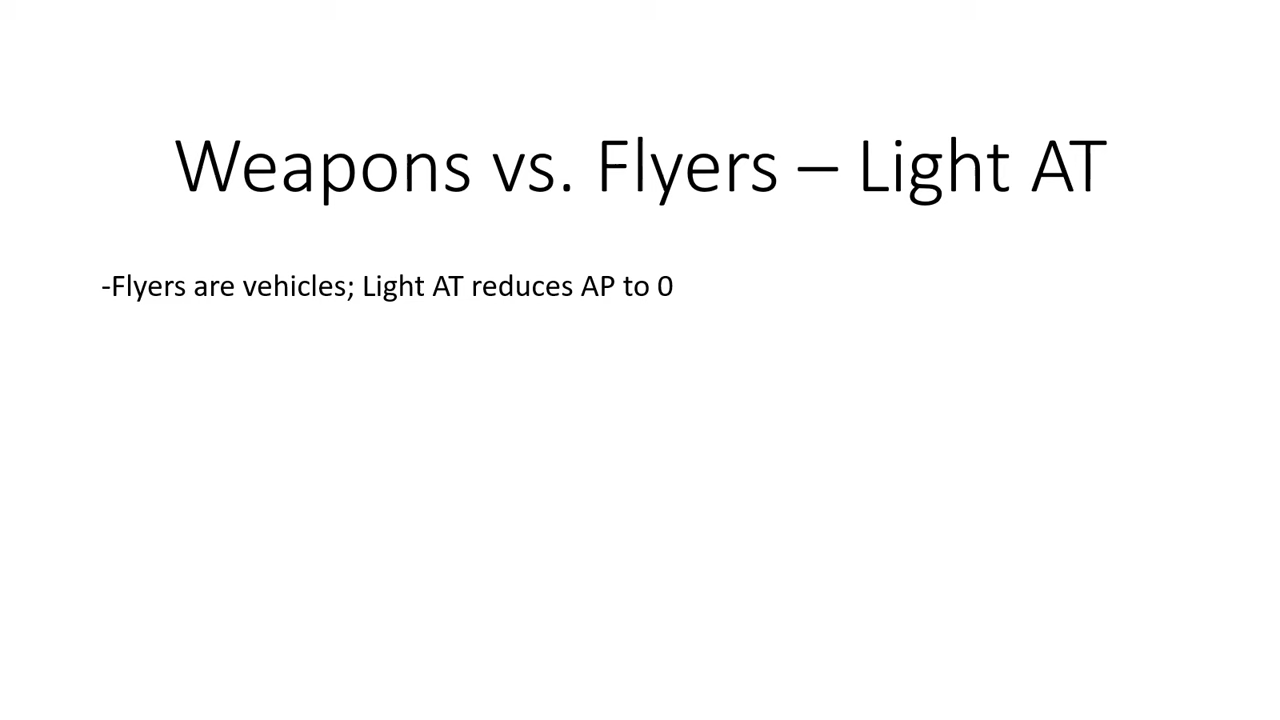 Weapons vs. Flyers – Light AT
-Flyers are vehicles; Light AT reduces AP to 0